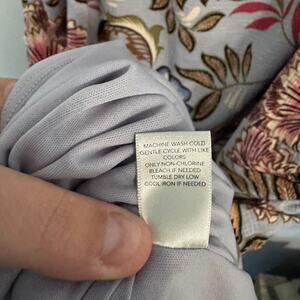 MACHINE WASH COLD
GENTLE CYCLE WITH LIKE
COLORS
ONLY NON-CHLORINE
BLEACH IF NEEDED
TUMBLE DRY LOW
COOL IRON IF NEEDED